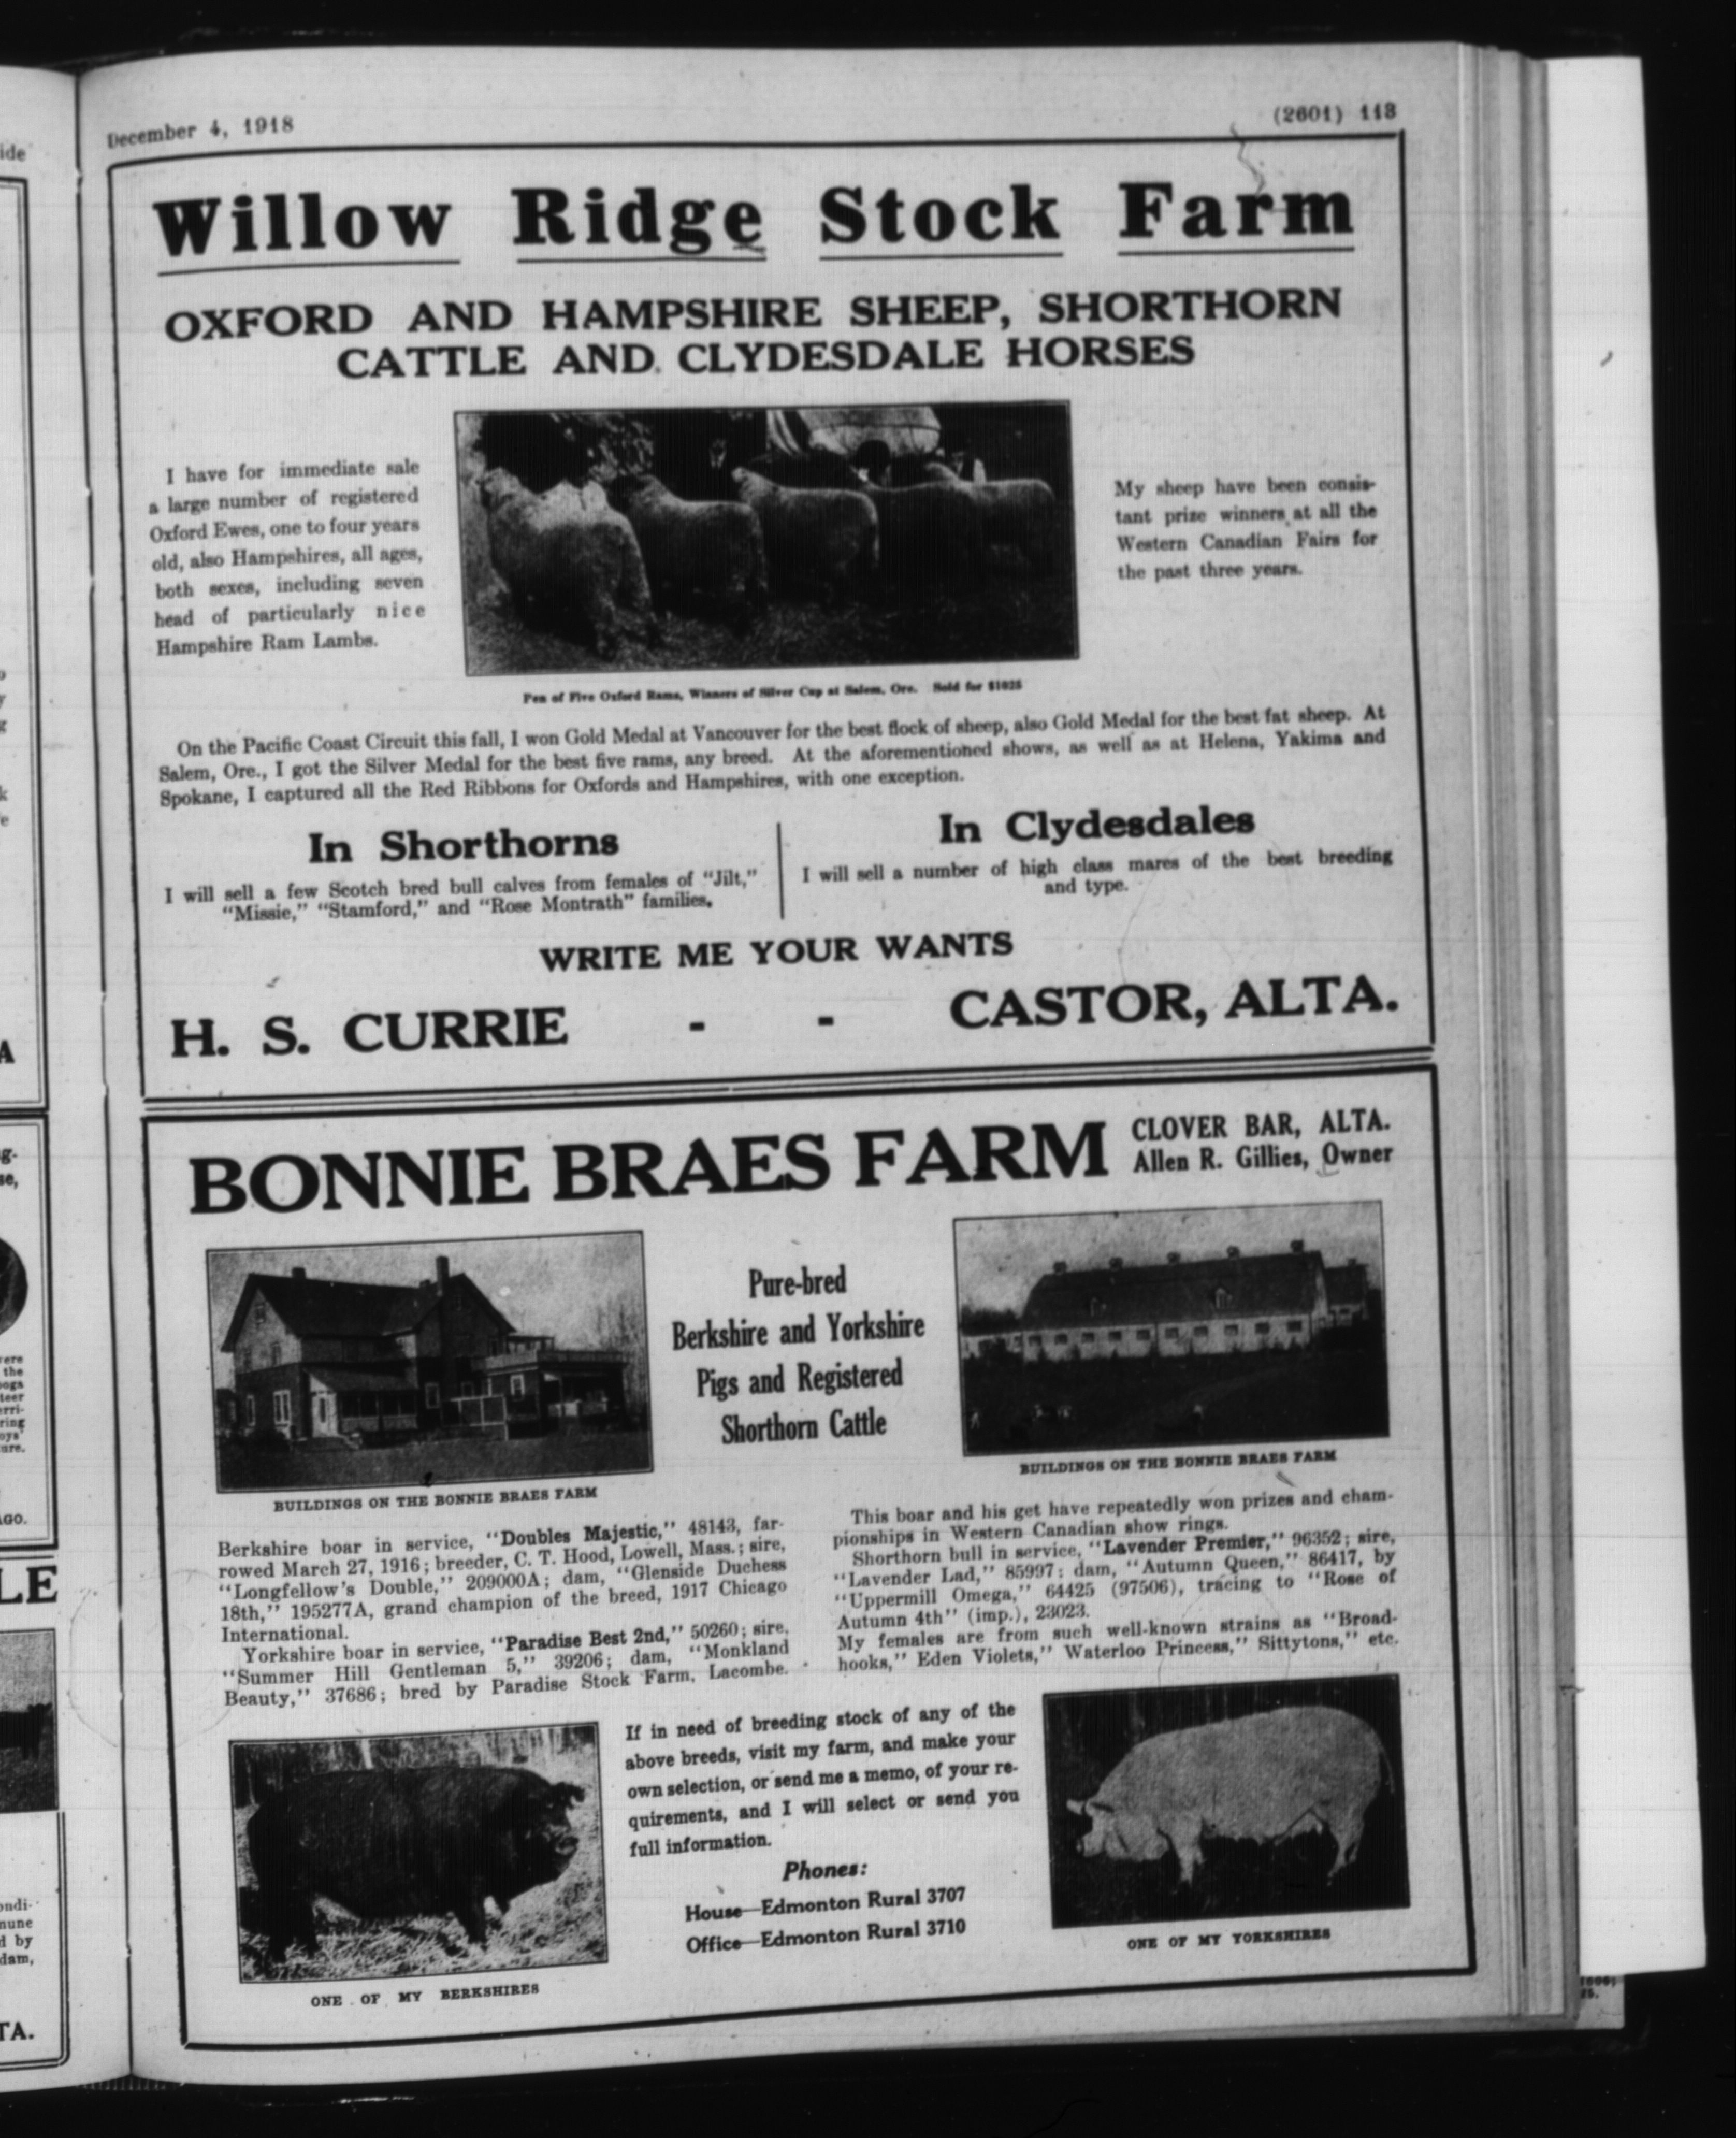 December 4, 1918
(2601) 113
Willow Ridge Stock Farm
OXFORD AND HAMPSHIRE SHEEP, SHORTHORN
CATTLE AND CLYDESDALE HORSES
I have for immediate sale
a large number of registered
Oxford Ewes, one to four years
old, also Hampshires, all ages,
both sexes, including seven
head of particularly nice
Hampshire Ram Lambs.
My sheep have been consis-
tant prize winners at all the
Western Canadian Fairs for
the past three years.
Pen of Five Oxford Rams, Winners of Silver Cup at Salem, Ore. Sold for $1025
On the Pacific Coast Circuit this fall, I won Gold Medal at Vancouver for the best flock of sheep, also Gold Medal for the best fat sheep. At
Salem, Ore., I got the Silver Medal for the best five rams, any breed. At the aforementioned shows, as well as at Helena, Yakima and
Spokane, I captured all the Red Ribbons for Oxfords and Hampshires, with one exception.
In Shorthorns
I will sell a few Scotch bred bull calves from females of "Jilt,"
"Missie," "Stamford," and "Rose Montrath" families.
In Clydesdales
I will sell a number of high class mares of the best breeding
and type.
WRITE ME YOUR WANTS
H. S. CURRIE - - CASTOR, ALTA.
BONNIE BRAES FARM
CLOVER BAR, ALTA.
Allen R. Gillies, Owner
Pure-bred
Berkshire and Yorkshire
Pigs and Registered
Shorthorn Cattle
BUILDINGS ON THE BONNIE BRAES FARM
BUILDINGS ON THE BONNIE BRAES FARM
Berkshire boar in service, "Doubles Majestic," 48143, far-
rowed March 27, 1916; breeder, C. T. Hood, Lowell, Mass.; sire,
"Longfellow's Double," 209000A; dam, "Glenside Duchess
18th," 195277A, grand champion of the breed, 1917 Chicago
International.
Yorkshire boar in service, "Paradise Best 2nd," 50260; sire,
"Summer Hill Gentleman 5," 39206; dam, "Monkland
Beauty," 37686; bred by Paradise Stock Farm, Lacombe.
This boar and his get have repeatedly won prizes and cham-
pionships in Western Canadian show rings.
Shorthorn bull in service, "Lavender Premier," 96352; sire,
"Lavender Lad," 85997; dam, "Autumn Queen," 86417, by
"Uppermill Omega," 64425 (97506), tracing to "Rose of
Autumn 4th" (imp.), 23023.
My females are from such well-known strains as "Broad-
hooks," Eden Violets," Waterloo Princess," Sittytons," etc.
If in need of breeding stock of any of the
above breeds, visit my farm, and make your
own selection, or send me a memo, of your re-
quirements, and I will select or send you
full information.
Phones:
House—Edmonton Rural 3707
Office—Edmonton Rural 3710
ONE OF MY BERKSHIRES
ONE OF MY YORKSHIRES